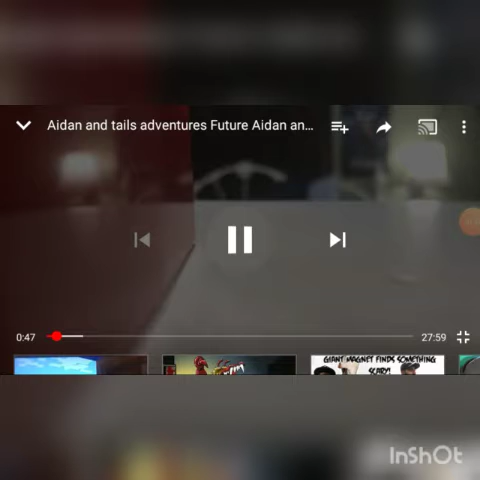 Aidan and tails adventures Future Aidan an...
0:47
27:59
GIANT MAGNET FINDS SOMETHING
SCARY!
InShOt